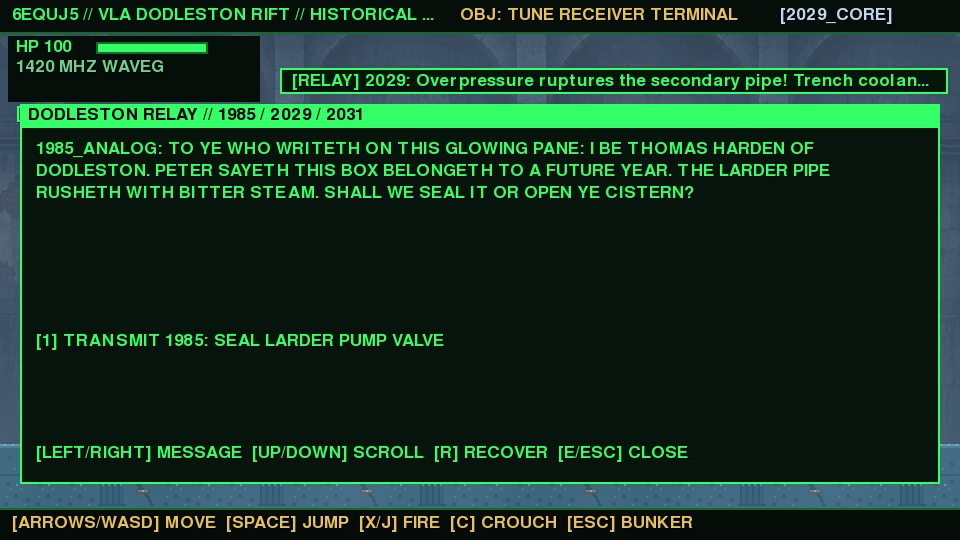 6EQUJ5 // VLA DODLESTON RIFT // HISTORICAL ... OBJ: TUNE RECEIVER TERMINAL [2029_CORE]
HP 100
1420 MHZ WAVEG
[RELAY] 2029: Overpressure ruptures the secondary pipe! Trench coolan...
DODLESTON RELAY // 1985 / 2029 / 2031
1985_ANALOG: TO YE WHO WRITETH ON THIS GLOWING PANE: I BE THOMAS HARDEN OF
DODLESTON. PETER SAYETH THIS BOX BELONGETH TO A FUTURE YEAR. THE LARDER PIPE
RUSHETH WITH BITTER STEAM. SHALL WE SEAL IT OR OPEN YE CISTERN?
[1] TRANSMIT 1985: SEAL LARDER PUMP VALVE
[LEFT/RIGHT] MESSAGE [UP/DOWN] SCROLL [R] RECOVER [E/ESC] CLOSE
[ARROWS/WASD] MOVE [SPACE] JUMP [X/J] FIRE [C] CROUCH [ESC] BUNKER